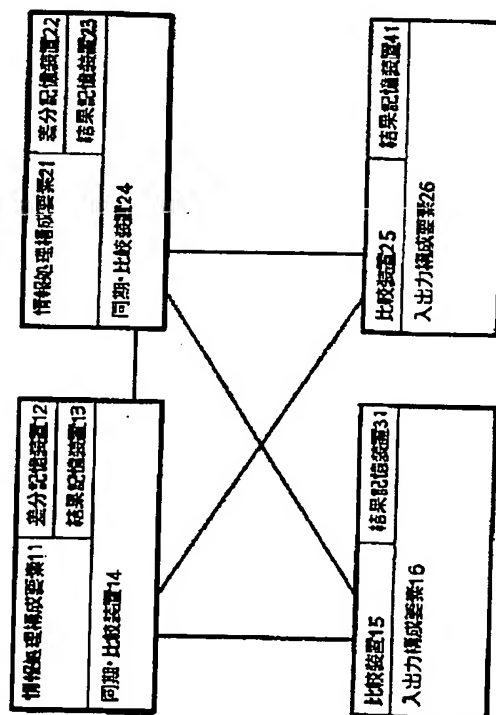 情報処理構成要素11
差分記憶装置12
結果記憶装置13
同期・比較装置14
情報処理構成要素21
差分記憶装置22
結果記憶装置23
同期・比較装置24
比較装置15
結果記憶装置31
入出力構成要素16
比較装置25
結果記憶装置41
入出力構成要素26